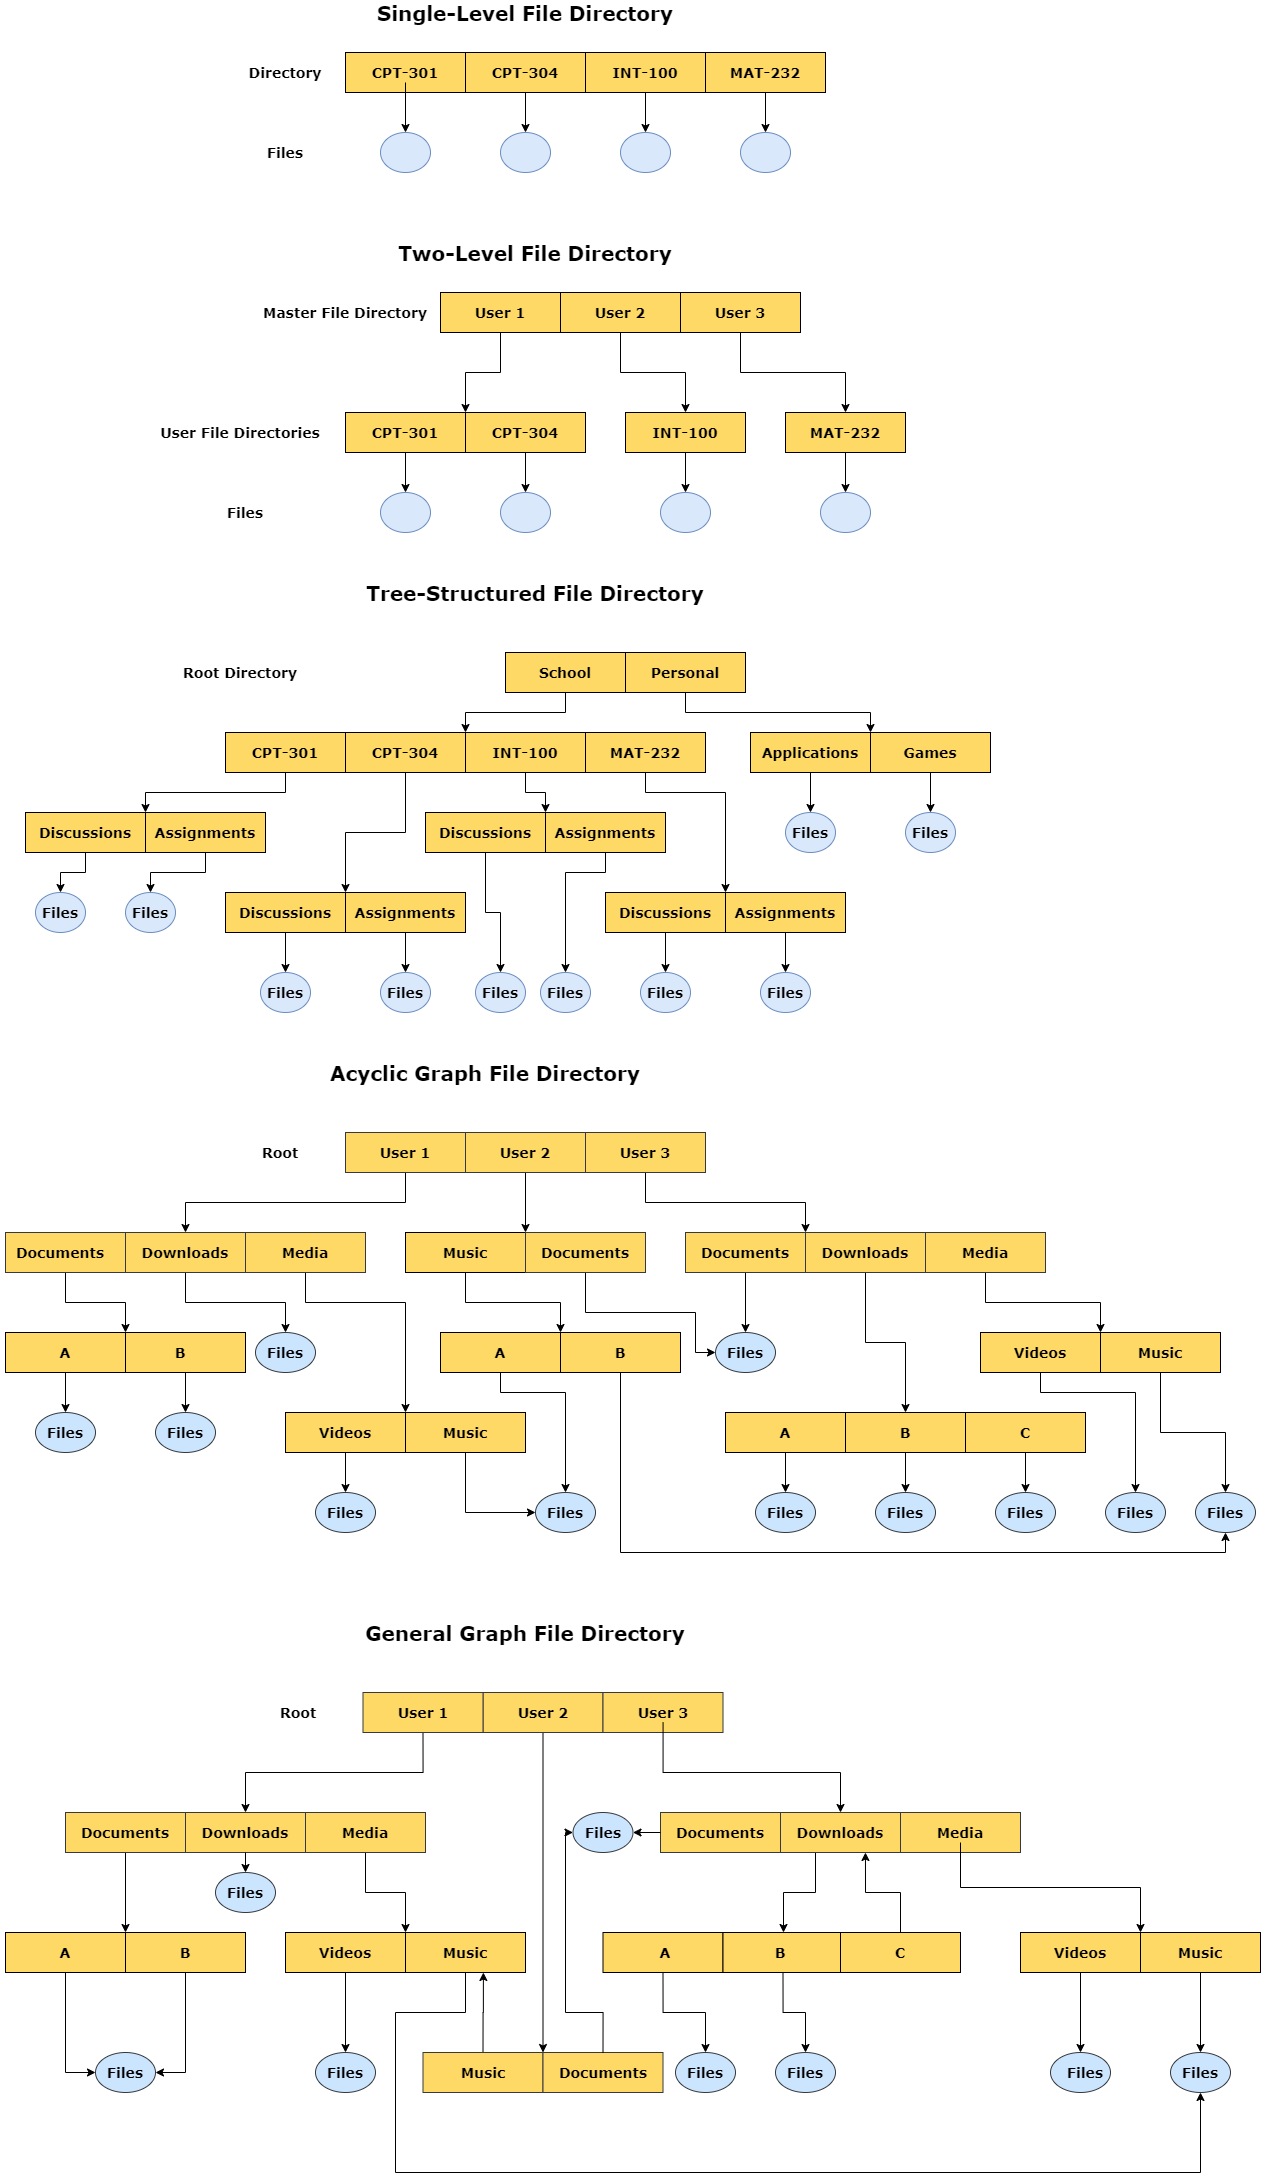 Single-Level File Directory
Directory CPT-301 CPT-304 INT-100 MAT-232
Files
Two-Level File Directory
Master File Directory User 1 User 2 User 3
User File Directories CPT-301 CPT-304 INT-100 MAT-232
Files
Tree-Structured File Directory
Root Directory School Personal
CPT-301 CPT-304 INT-100 MAT-232 Applications Games
Discussions Assignments Discussions Assignments Files Files
Files Files Discussions Assignments Discussions Assignments
Files Files Files Files Files Files
Acyclic Graph File Directory
Root User 1 User 2 User 3
Documents Downloads Media Music Documents Documents Downloads Media
A B Files A B Files Videos Music
Files Files Videos Music A B C
Files Files Files Files Files Files Files
General Graph File Directory
Root User 1 User 2 User 3
Documents Downloads Media Files Documents Downloads Media
Files
A B Videos Music A B C Videos Music
Files Files Music Documents Files Files Files Files